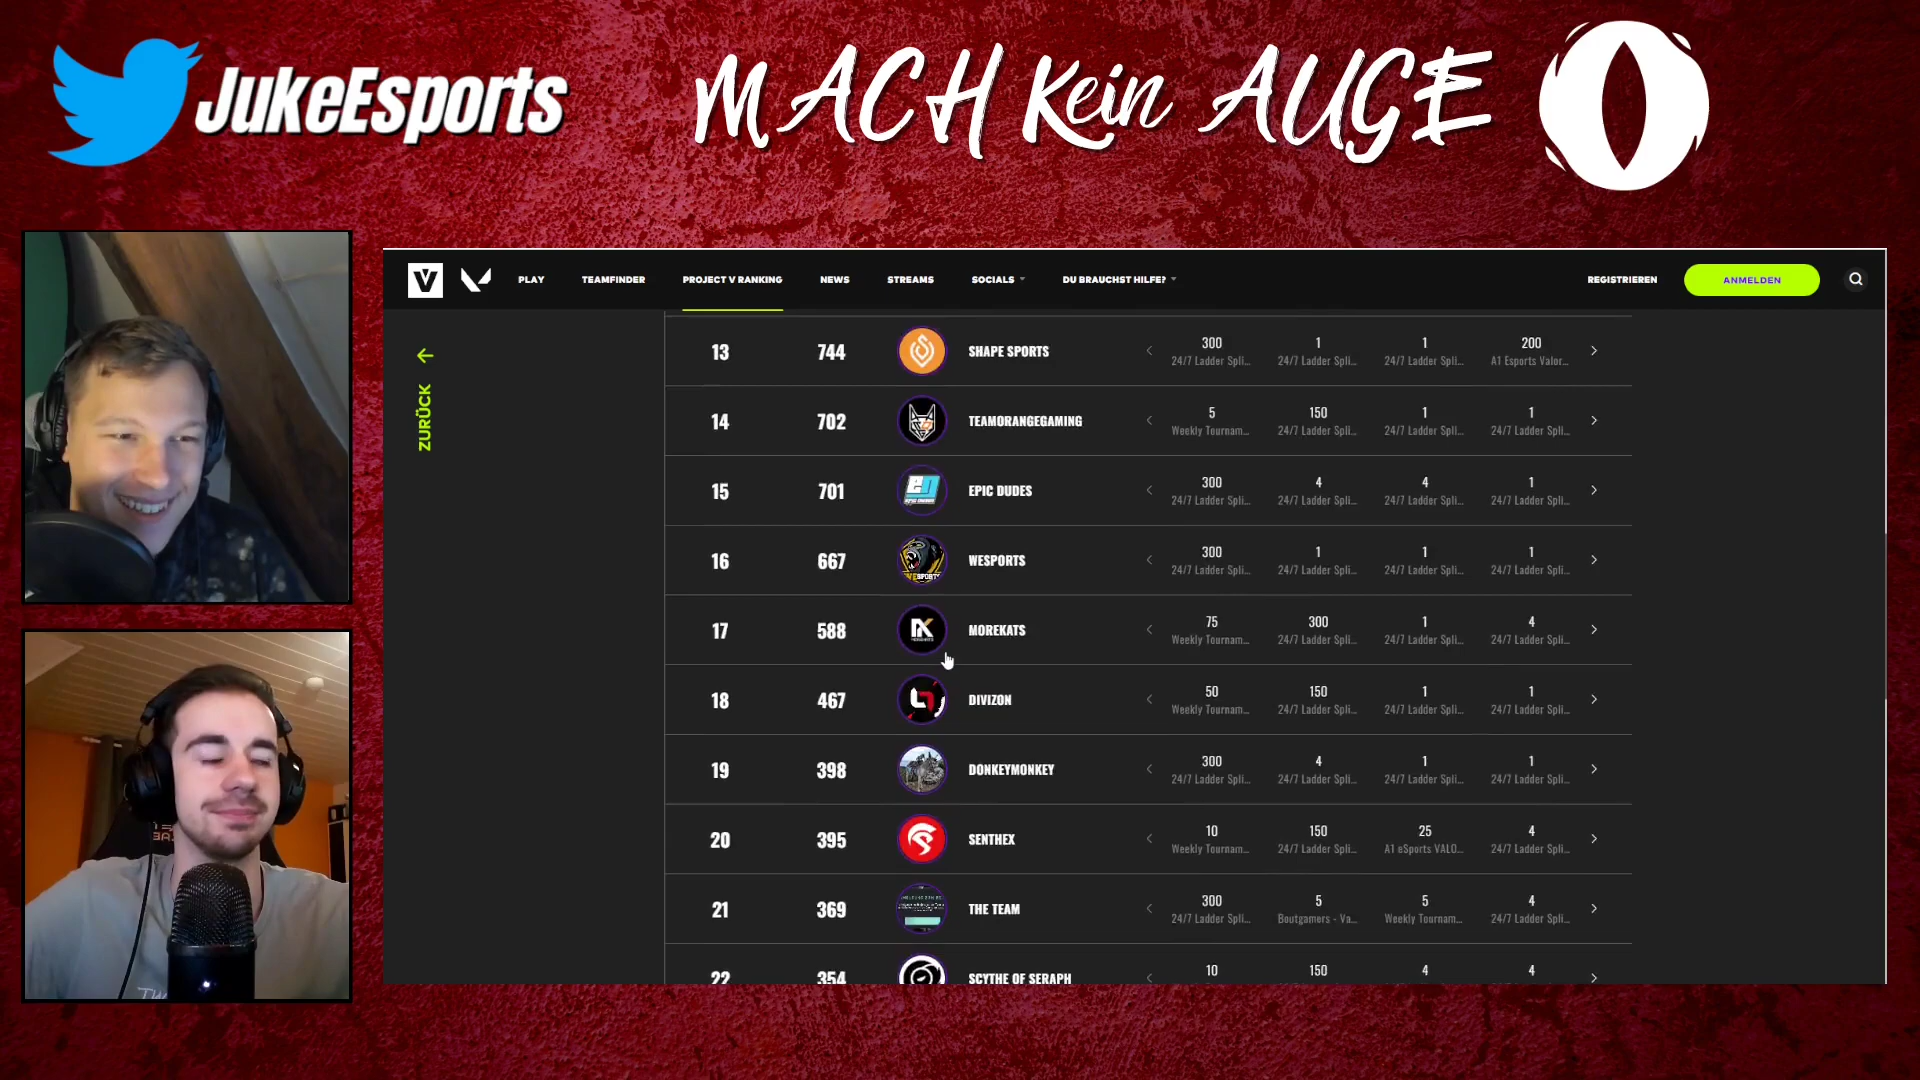 JukeEsports
MACH Kein AUGE
PLAY
TEAMFINDER
PROJECT V RANKING
NEWS
STREAMS
SOCIALS
DU BRAUCHST HILFE?
REGISTRIEREN
ANMELDEN
ZURÜCK
13 744 SHAPE SPORTS 300 1 1 200
24/7 Ladder Spli... 24/7 Ladder Spli... 24/7 Ladder Spli... A1 Esports Valor...
14 702 TEAMORANGEGAMING 5 150 1 1
Weekly Tournam... 24/7 Ladder Spli... 24/7 Ladder Spli... 24/7 Ladder Spli...
15 701 EPIC DUDES 300 4 4 1
24/7 Ladder Spli... 24/7 Ladder Spli... 24/7 Ladder Spli... 24/7 Ladder Spli...
16 667 WESPORTS 300 1 1 1
24/7 Ladder Spli... 24/7 Ladder Spli... 24/7 Ladder Spli... 24/7 Ladder Spli...
17 588 MOREKATS 75 300 1 4
Weekly Tournam... 24/7 Ladder Spli... 24/7 Ladder Spli... 24/7 Ladder Spli...
18 467 DIVIZON 50 150 1 1
Weekly Tournam... 24/7 Ladder Spli... 24/7 Ladder Spli... 24/7 Ladder Spli...
19 398 DONKEYMONKEY 300 4 1 1
24/7 Ladder Spli... 24/7 Ladder Spli... 24/7 Ladder Spli... 24/7 Ladder Spli...
20 395 SENTHEX 10 150 25 4
Weekly Tournam... 24/7 Ladder Spli... A1 eSports VALO... 24/7 Ladder Spli...
21 369 THE TEAM 300 5 5 4
24/7 Ladder Spli... Beutgamers - Va... Weekly Tournam... 24/7 Ladder Spli...
22 354 SCYTHE OF SERAPH 10 150 4 4